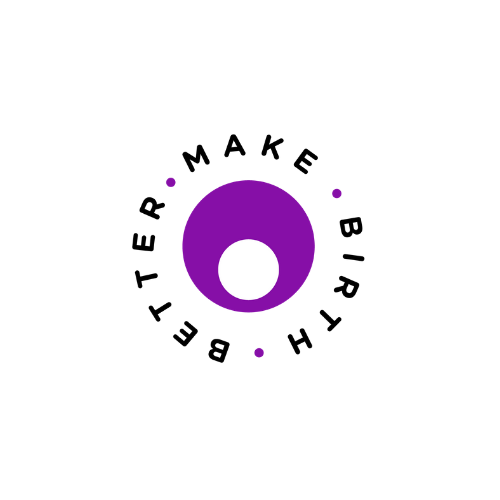 MAKE • BIRTH • BETTER •